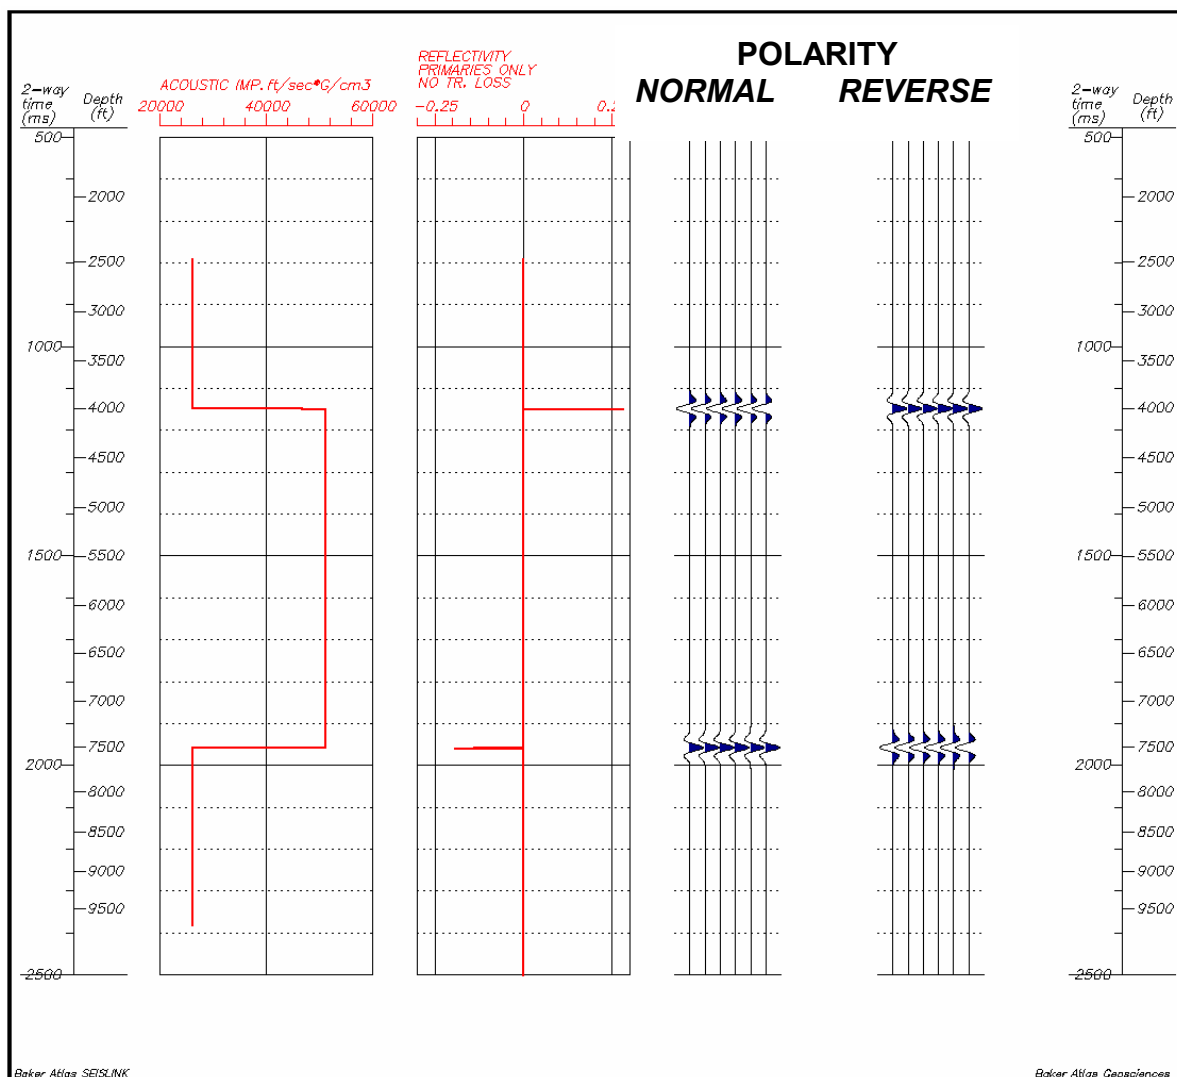 POLARITY
NORMAL REVERSE
REFLECTIVITY
PRIMARIES ONLY
NO TR. LOSS
ACOUSTIC IMP.ft/sec*G/cm3
20000 40000 60000
-0.25 0
2-way
time
(ms)
Depth
(ft)
2-way
time
(ms)
Depth
(ft)
500 500
2000 2000
2500 2500
3000 3000
1000 1000
3500 3500
4000 4000
4500 4500
5000 5000
1500 5500 1500 5500
6000 6000
6500 6500
7000 7000
7500 7500
2000 2000
8000 8000
8500 8500
9000 9000
9500 9500
2500 2500
Baker Atlas SEISLINK Baker Atlas Geosciences